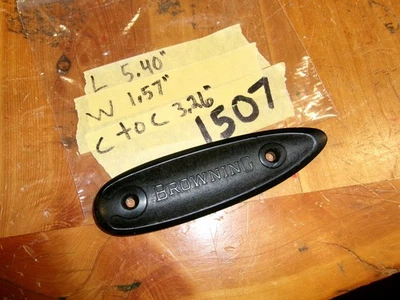 L 5.40"
W 1.57"
C to C 3.26"
1507
BROWNING